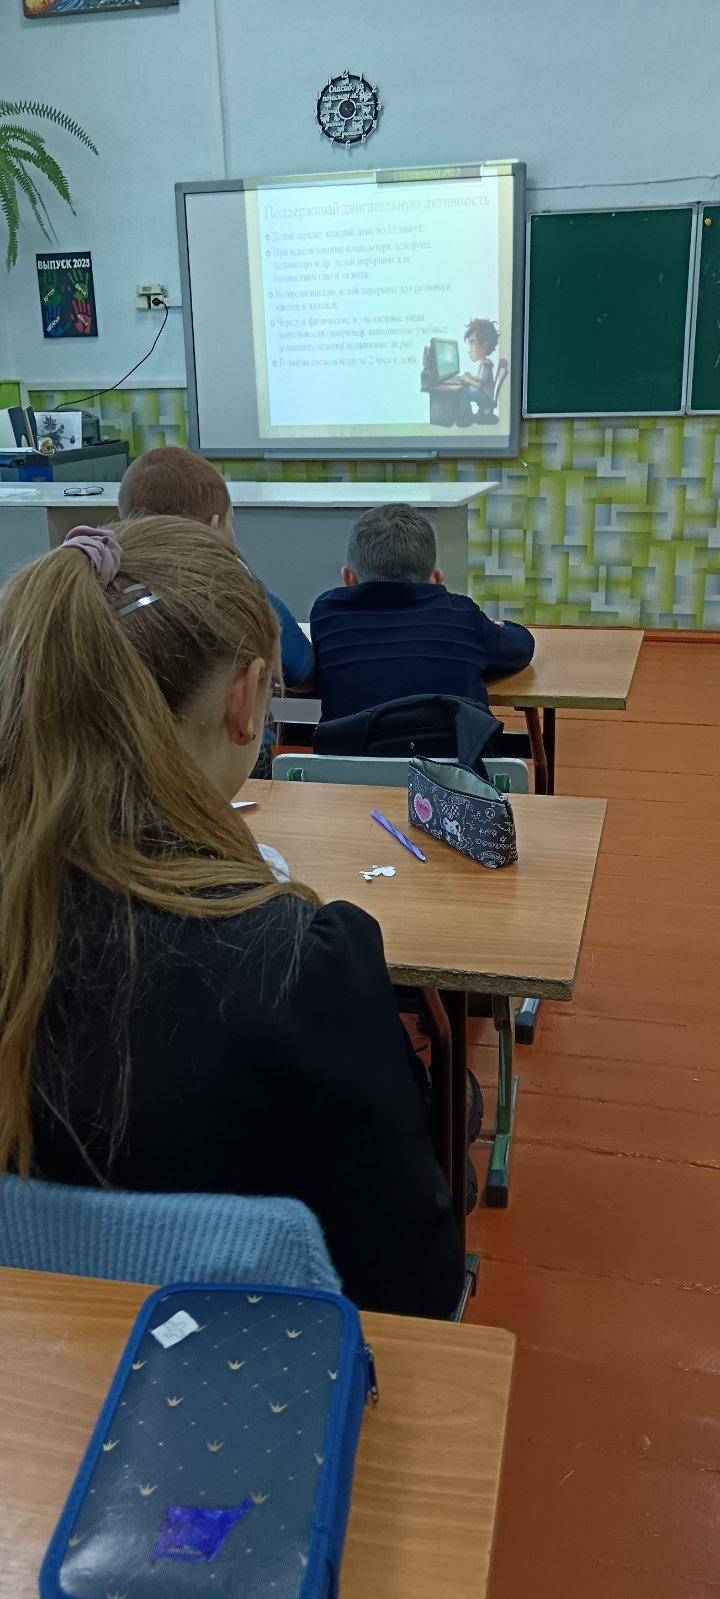 Правило №5
Поддерживай двигательную активность
Делай зарядку каждый день по 15 минут;
При использовании компьютера, телефона,
телевизора и др. делай перерывы для
гимнастики глаз и отдыха;
Во время письма делай перерывы для разминки
кистей и пальцев;
Чередуй физические и умственные виды
деятельности (например, выполнение учебных
домашних заданий подвижные игры);
Гуляй на свежем воздухе 2 часа в день
ВЫПУСК 2023